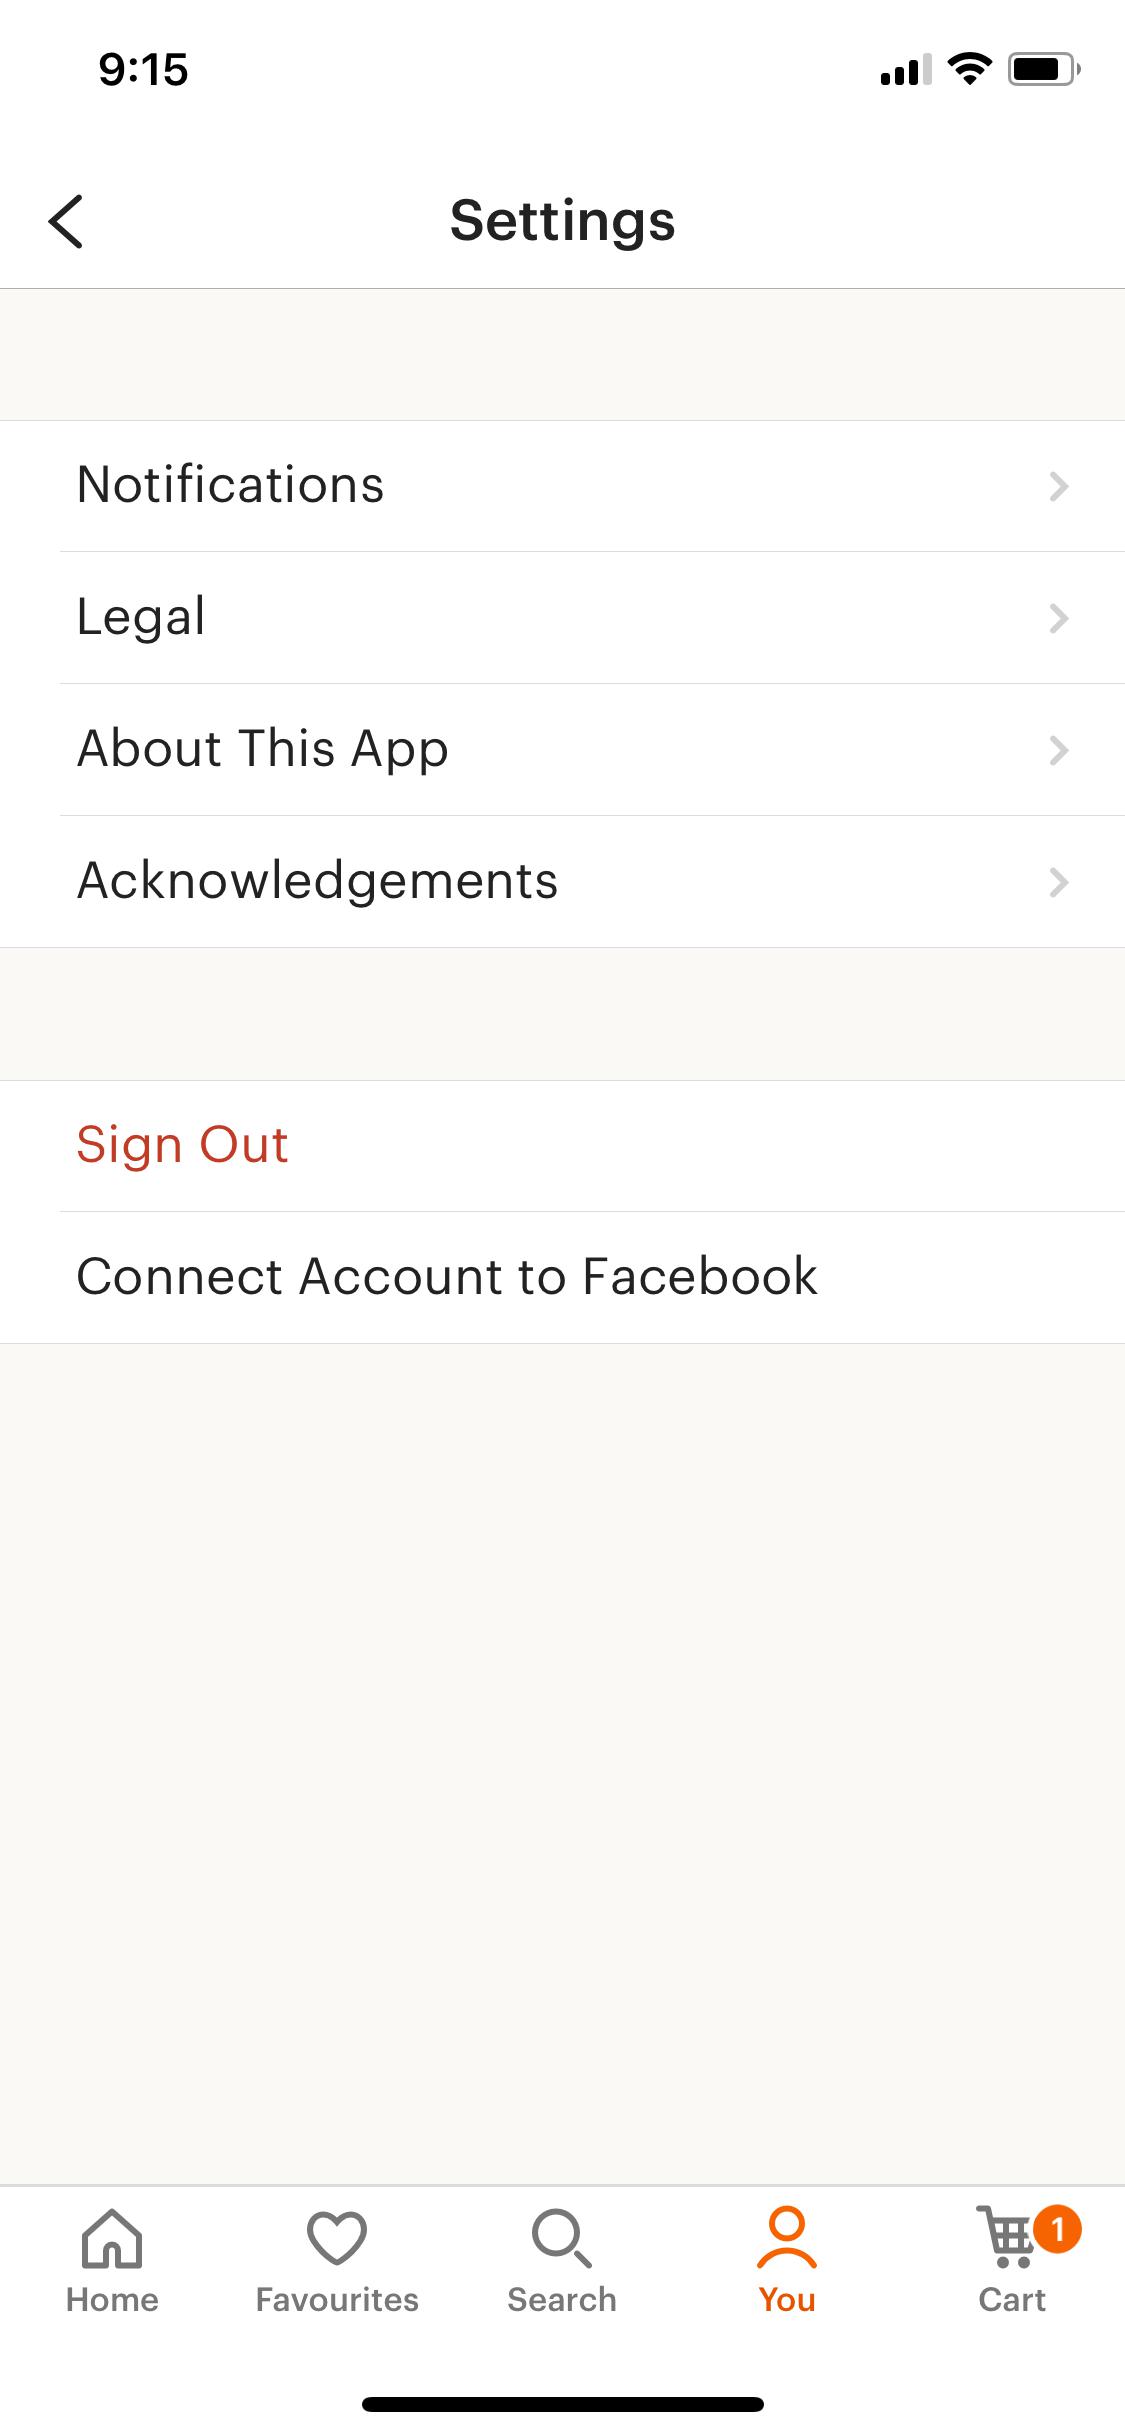 9:15
Settings
Notifications
Legal
About This App
Acknowledgements
Sign Out
Connect Account to Facebook
1
Home
Favourites
Search
You
Cart